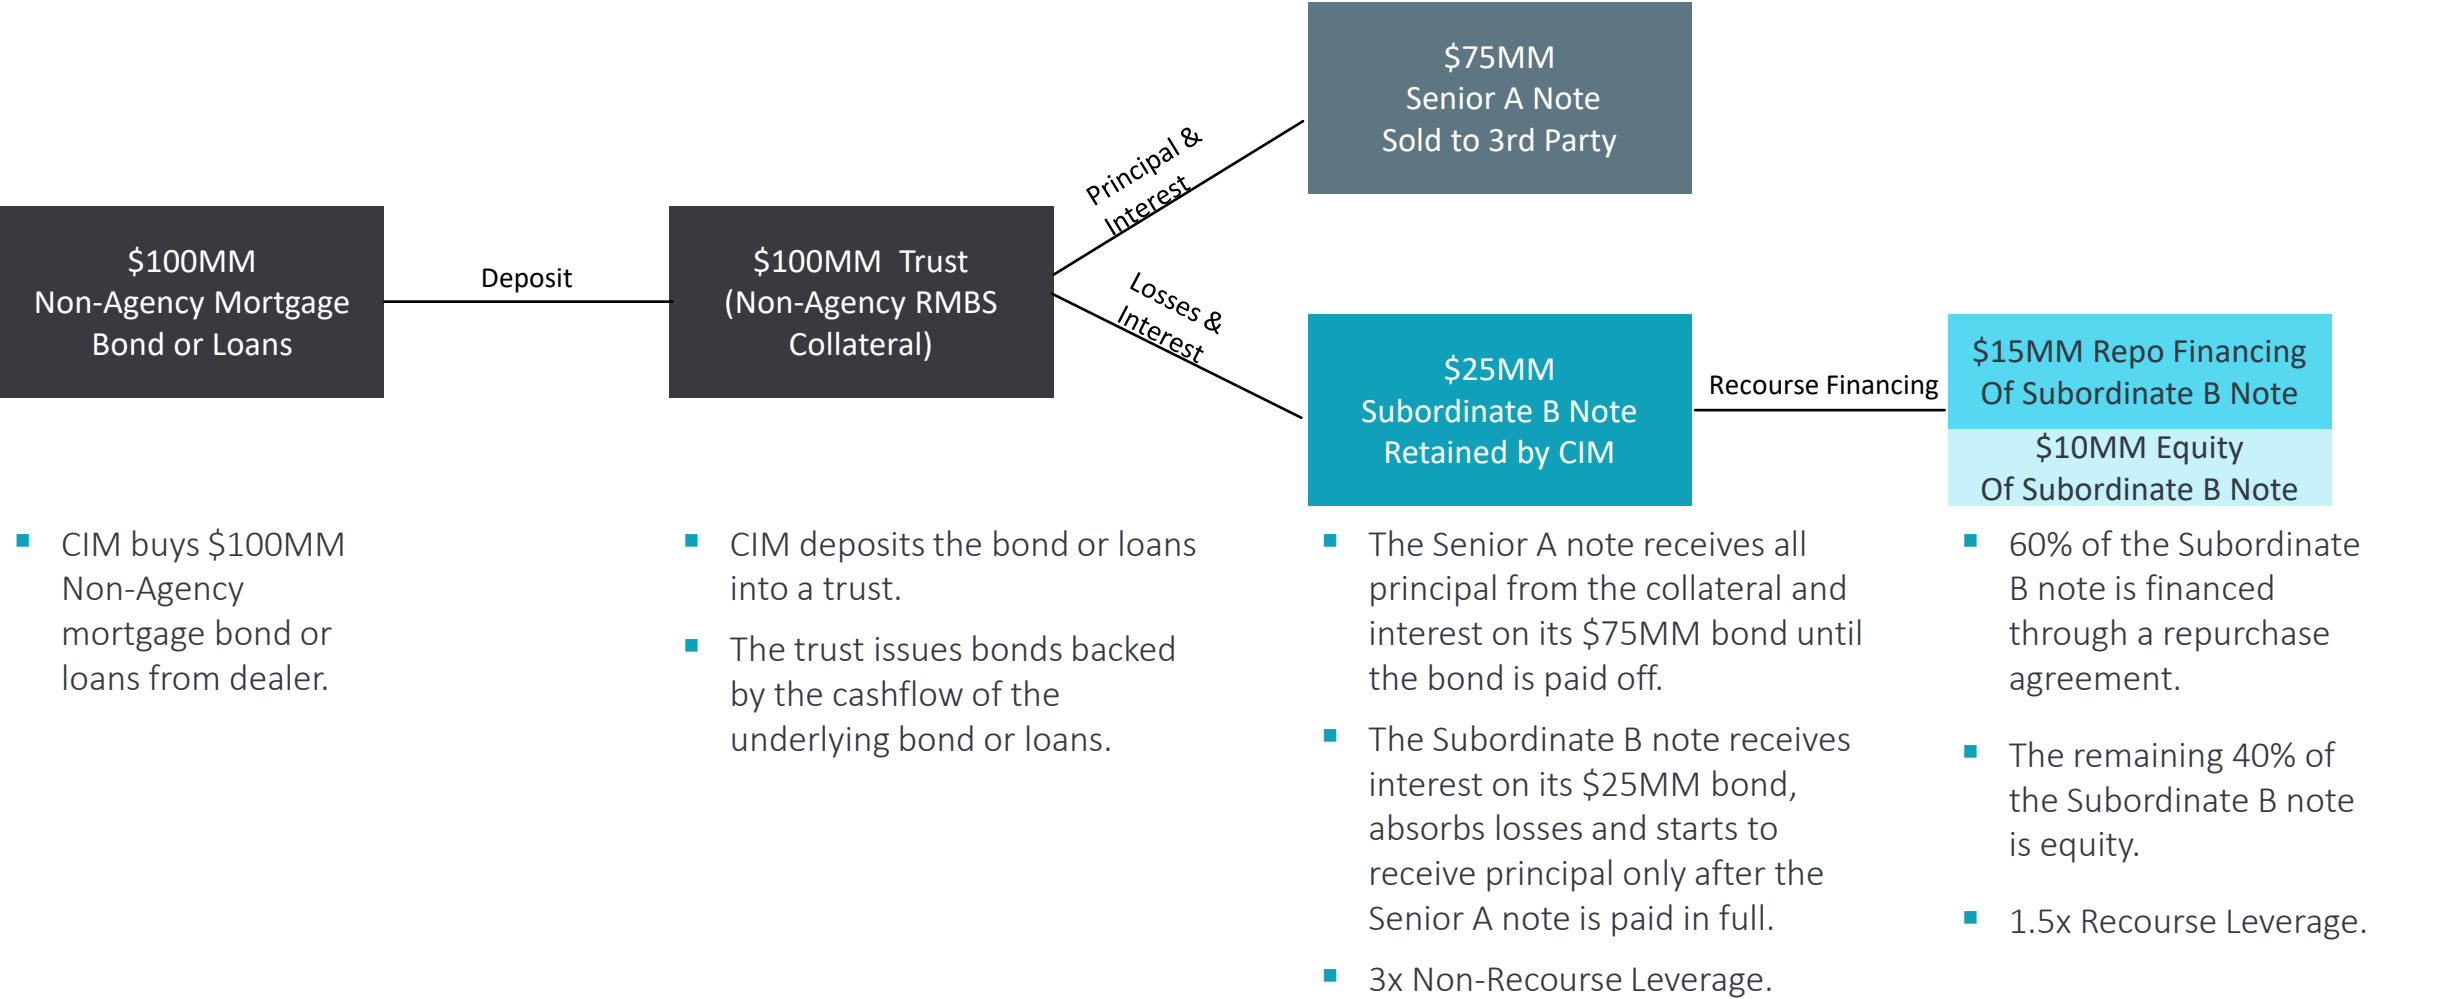 $75MM
Senior A Note
Sold to 3rd Party
Principal &
Interest
$100MM
Non-Agency Mortgage
Bond or Loans
Deposit
$100MM Trust
(Non-Agency RMBS
Collateral)
Losses &
Interest
$25MM
Subordinate B Note
Retained by CIM
Recourse Financing
$15MM Repo Financing
Of Subordinate B Note
$10MM Equity
Of Subordinate B Note
▪ CIM buys $100MM
Non-Agency
mortgage bond or
loans from dealer.
▪ CIM deposits the bond or loans
into a trust.
▪ The trust issues bonds backed
by the cashflow of the
underlying bond or loans.
▪ The Senior A note receives all
principal from the collateral and
interest on its $75MM bond until
the bond is paid off.
▪ The Subordinate B note receives
interest on its $25MM bond,
absorbs losses and starts to
receive principal only after the
Senior A note is paid in full.
▪ 3x Non-Recourse Leverage.
▪ 60% of the Subordinate
B note is financed
through a repurchase
agreement.
▪ The remaining 40% of
the Subordinate B note
is equity.
▪ 1.5x Recourse Leverage.